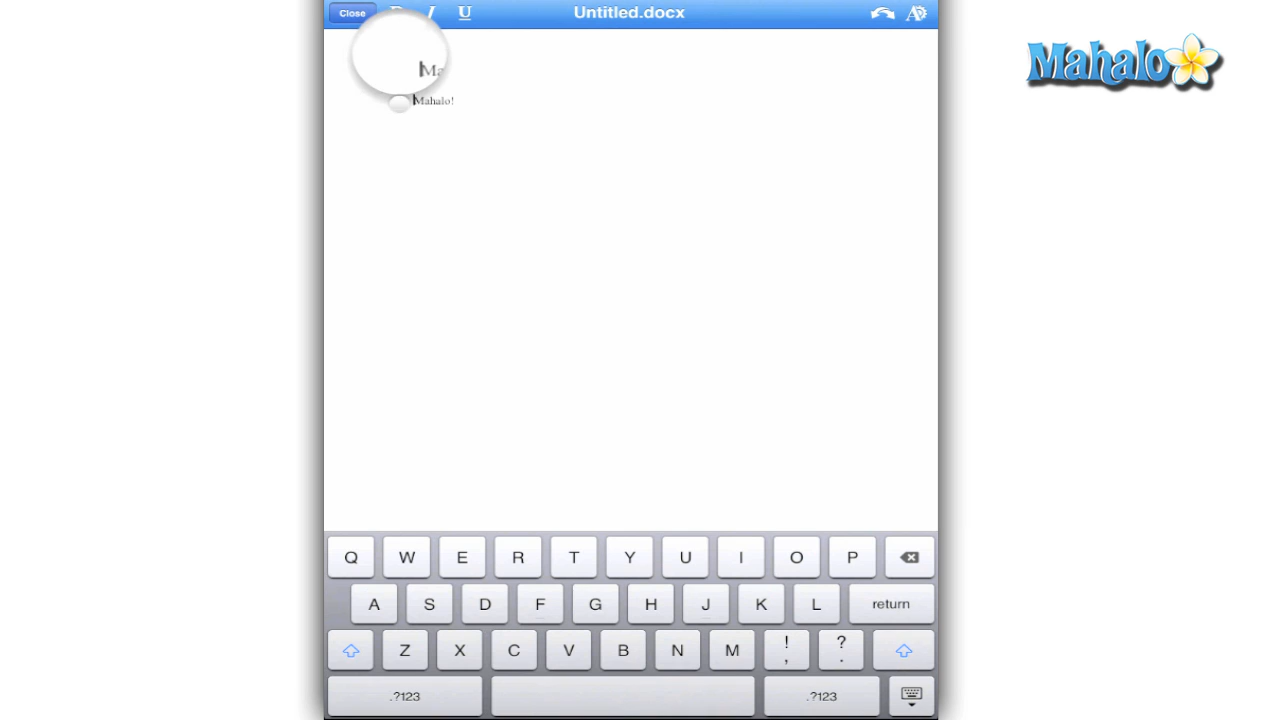 Close B I U Untitled.docx A
Mahalo
Ma
Mahalo!
Q W E R T Y U I O P
A S D F G H J K L return
! ?
Z X C V B N M , .
.?123 .?123